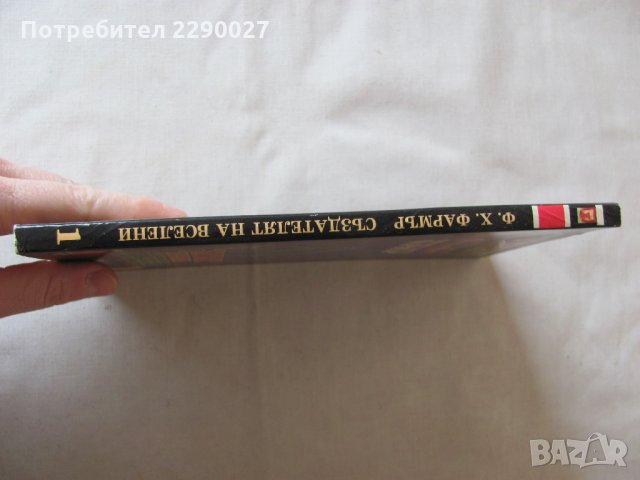 Потребител 2290027
Ф. Х. ФАРМЪР СЪЗДАТЕЛЯТ НА ВСЕЛЕНИ 1
BAZAR